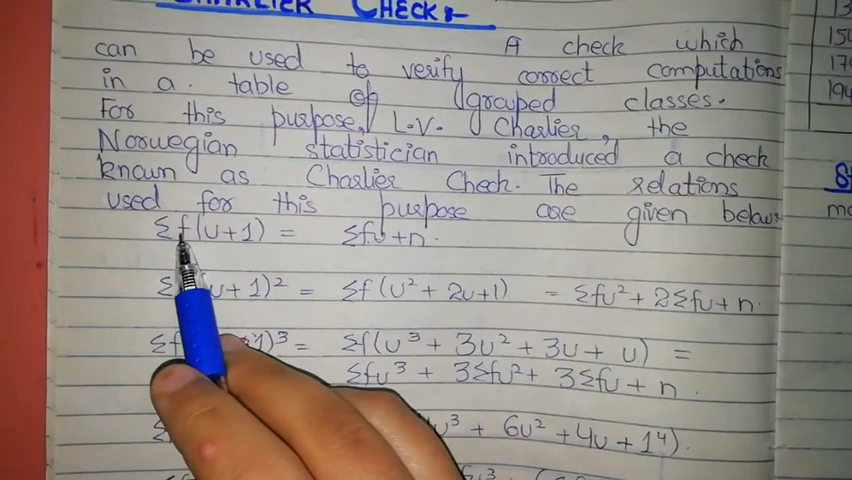 CHARLIER CHECK:-
A check which
can be used to verify correct computations
in a table of grouped classes.
For this purpose, L.V. Charlier, the
Norwegian statistician introduced a check
known as Charlier Check. The relations
used for this purpose are given below:
Σf(u+1) = Σfu+n.
u+1)² = Σf(u²+2u+1) = Σfu²+2Σfu+n.
Σf 1)³ = Σf(u³+3u²+3u+u) =
Σfu³ + 3Σfu²+ 3Σfu+n.
u³ + 6u² +4u+1⁴).